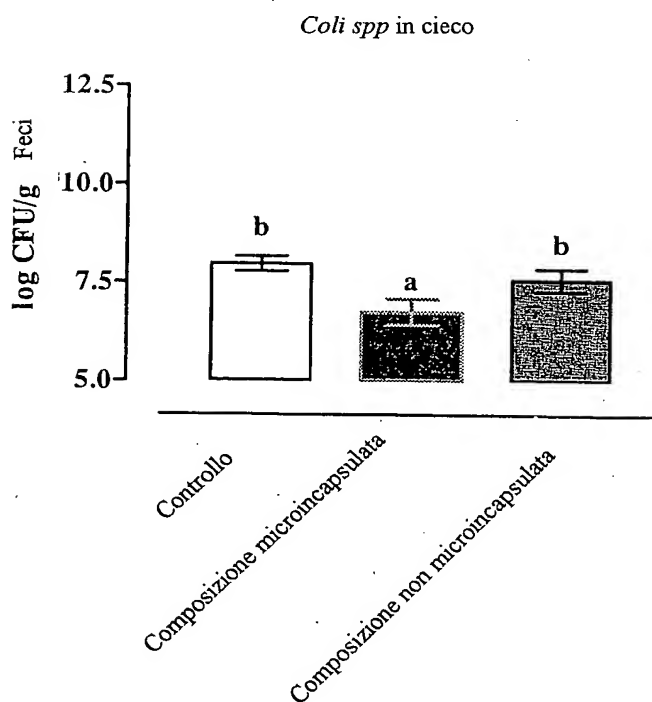 Coli spp in cieco
log CFU/g Feci
12.5
10.0
7.5
5.0
b
a
b
Controllo
Composizione microincapsulata
Composizione non microincapsulata